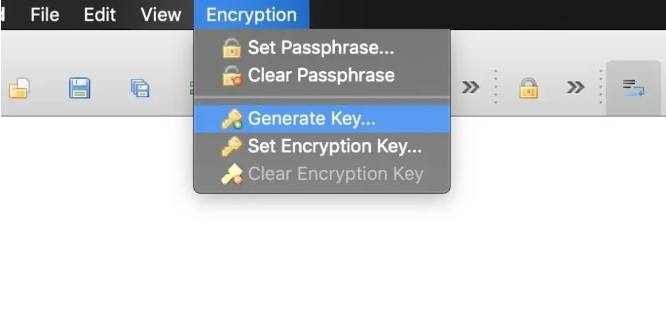 File Edit View Encryption
Set Passphrase...
Clear Passphrase
Generate Key...
Set Encryption Key...
Clear Encryption Key